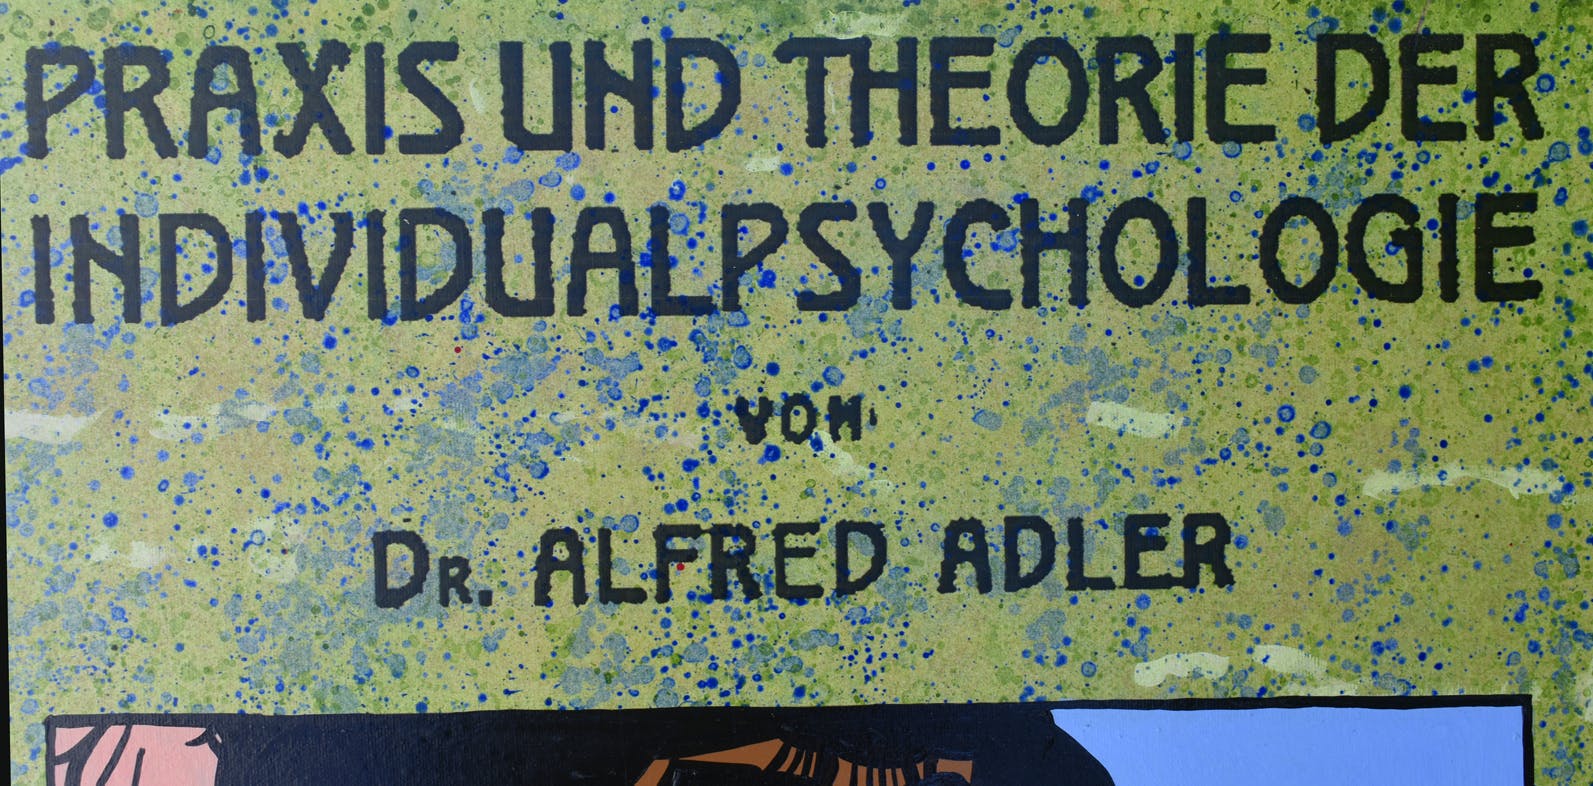 PRAXIS UND THEORIE DER
INDIVIDUALPSYCHOLOGIE
VON
DR. ALFRED ADLER